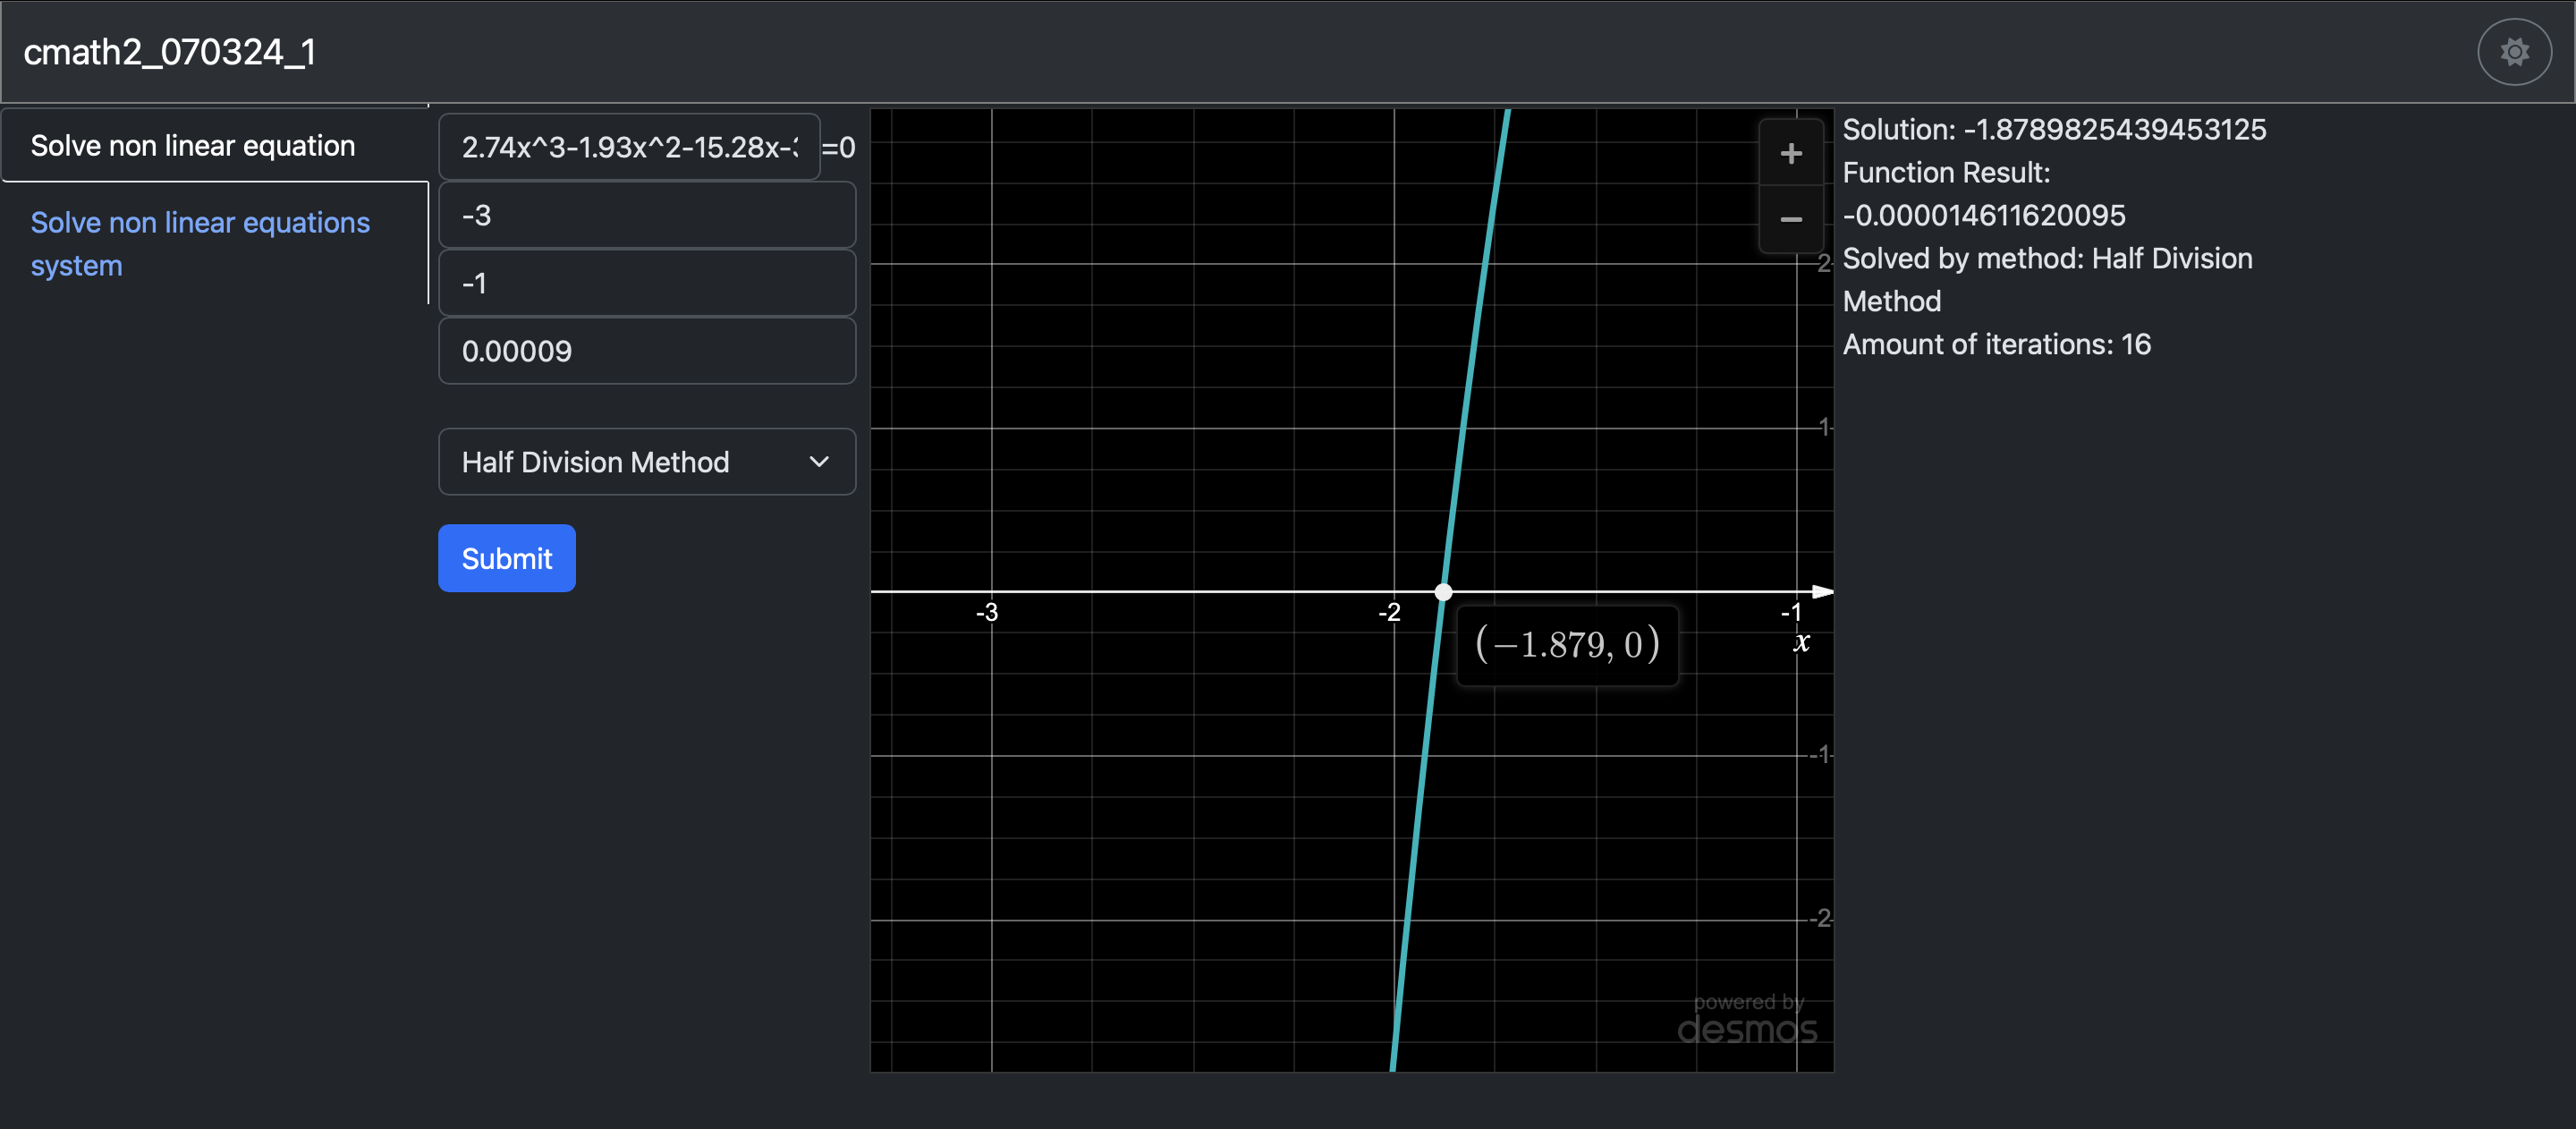 cmath2_070324_1
Solve non linear equation
Solve non linear equations
system
2.74x^3-1.93x^2-15.28x- =0
-3
-1
0.00009
Half Division Method
Submit
+
−
2
1
-3
-2
-1
x
(−1.879, 0)
-1
-2
powered by
desmos
Solution: -1.8789825439453125
Function Result:
-0.000014611620095
Solved by method: Half Division
Method
Amount of iterations: 16